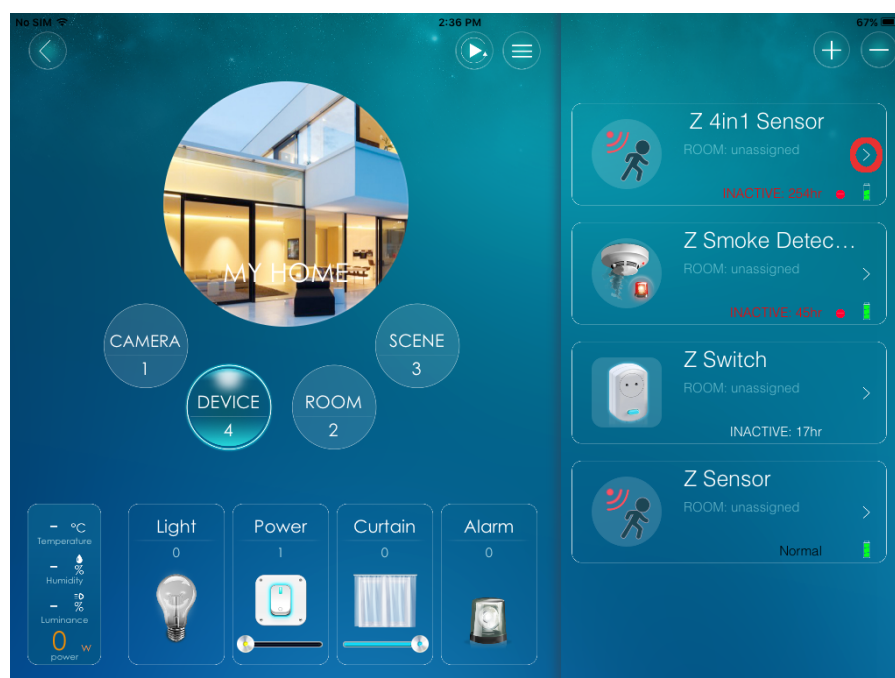 No SIM
2:36 PM
67%
MY HOME
CAMERA
1
DEVICE
4
ROOM
2
SCENE
3
- °C
Temperature
- %
Humidity
- %
Luminance
0 w
power
Light
0
Power
1
Curtain
0
Alarm
0
Z 4in1 Sensor
ROOM: unassigned
INACTIVE: 254hr
Z Smoke Detec...
ROOM: unassigned
INACTIVE: 45hr
Z Switch
ROOM: unassigned
INACTIVE: 17hr
Z Sensor
ROOM: unassigned
Normal